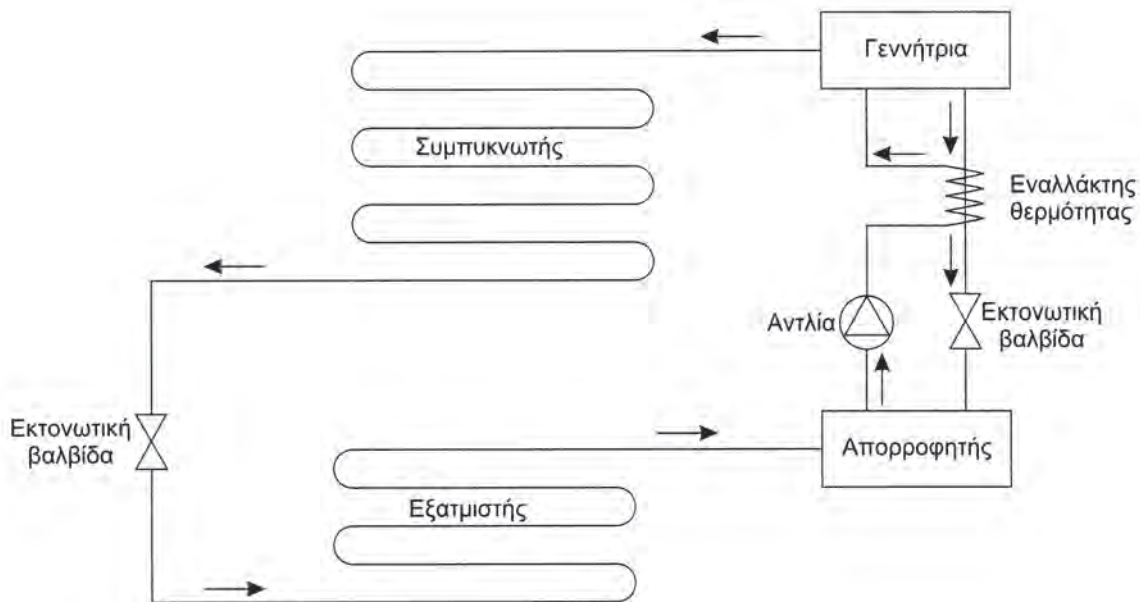 Γεννήτρια
Συμπυκνωτής
Εναλλάκτης
θερμότητας
Αντλία
Εκτονωτική
βαλβίδα
Εκτονωτική
βαλβίδα
Απορροφητής
Εξατμιστής